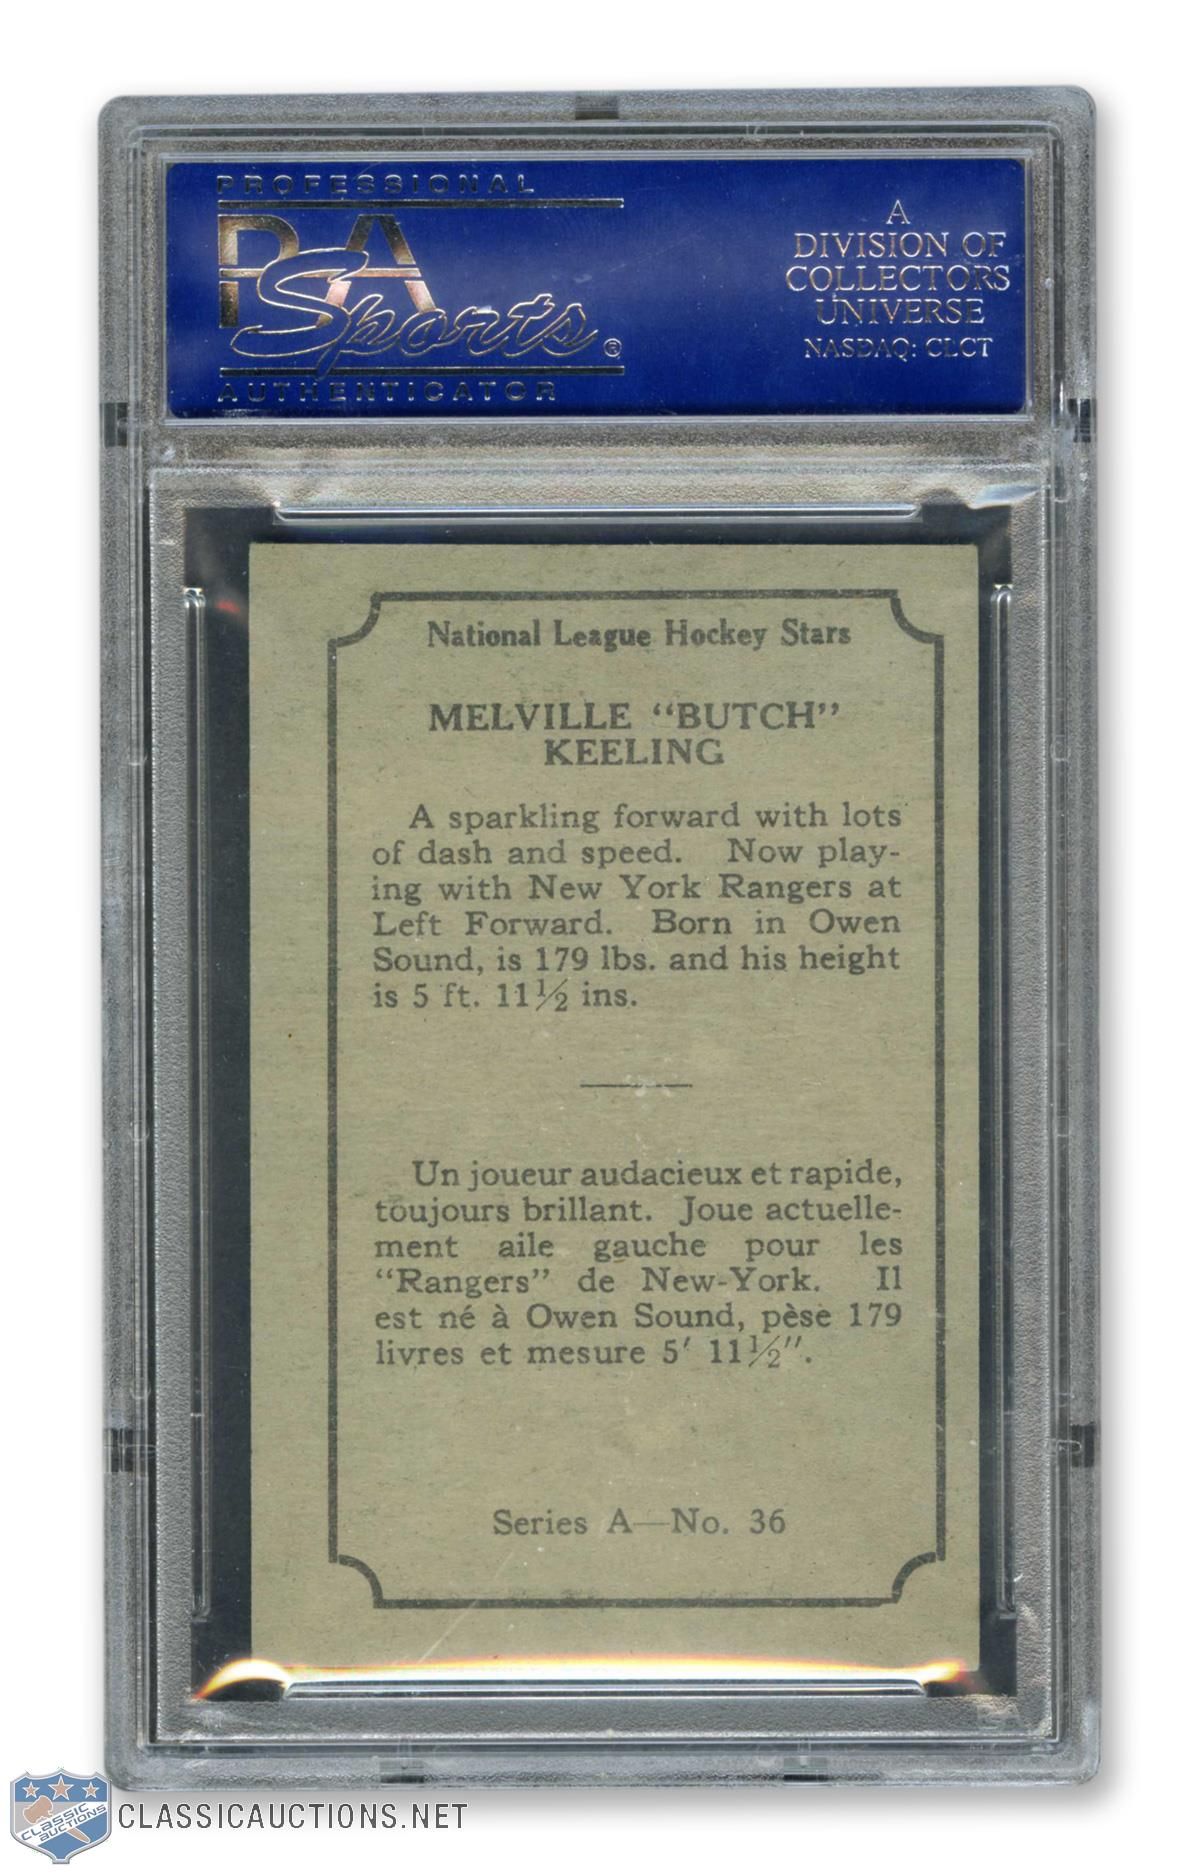 PROFESSIONAL
PSA
Sports®
AUTHENTICATOR
A
DIVISION OF
COLLECTORS
UNIVERSE
NASDAQ: CLCT
National League Hockey Stars
MELVILLE "BUTCH"
KEELING
A sparkling forward with lots
of dash and speed. Now play-
ing with New York Rangers at
Left Forward. Born in Owen
Sound, is 179 lbs. and his height
is 5 ft. 11½ ins.
Un joueur audacieux et rapide,
toujours brillant. Joue actuelle-
ment aile gauche pour les
"Rangers" de New-York. Il
est né à Owen Sound, pèse 179
livres et mesure 5′ 11½″.
Series A—No. 36
CLASSIC
AUCTIONS
CLASSICAUCTIONS.NET